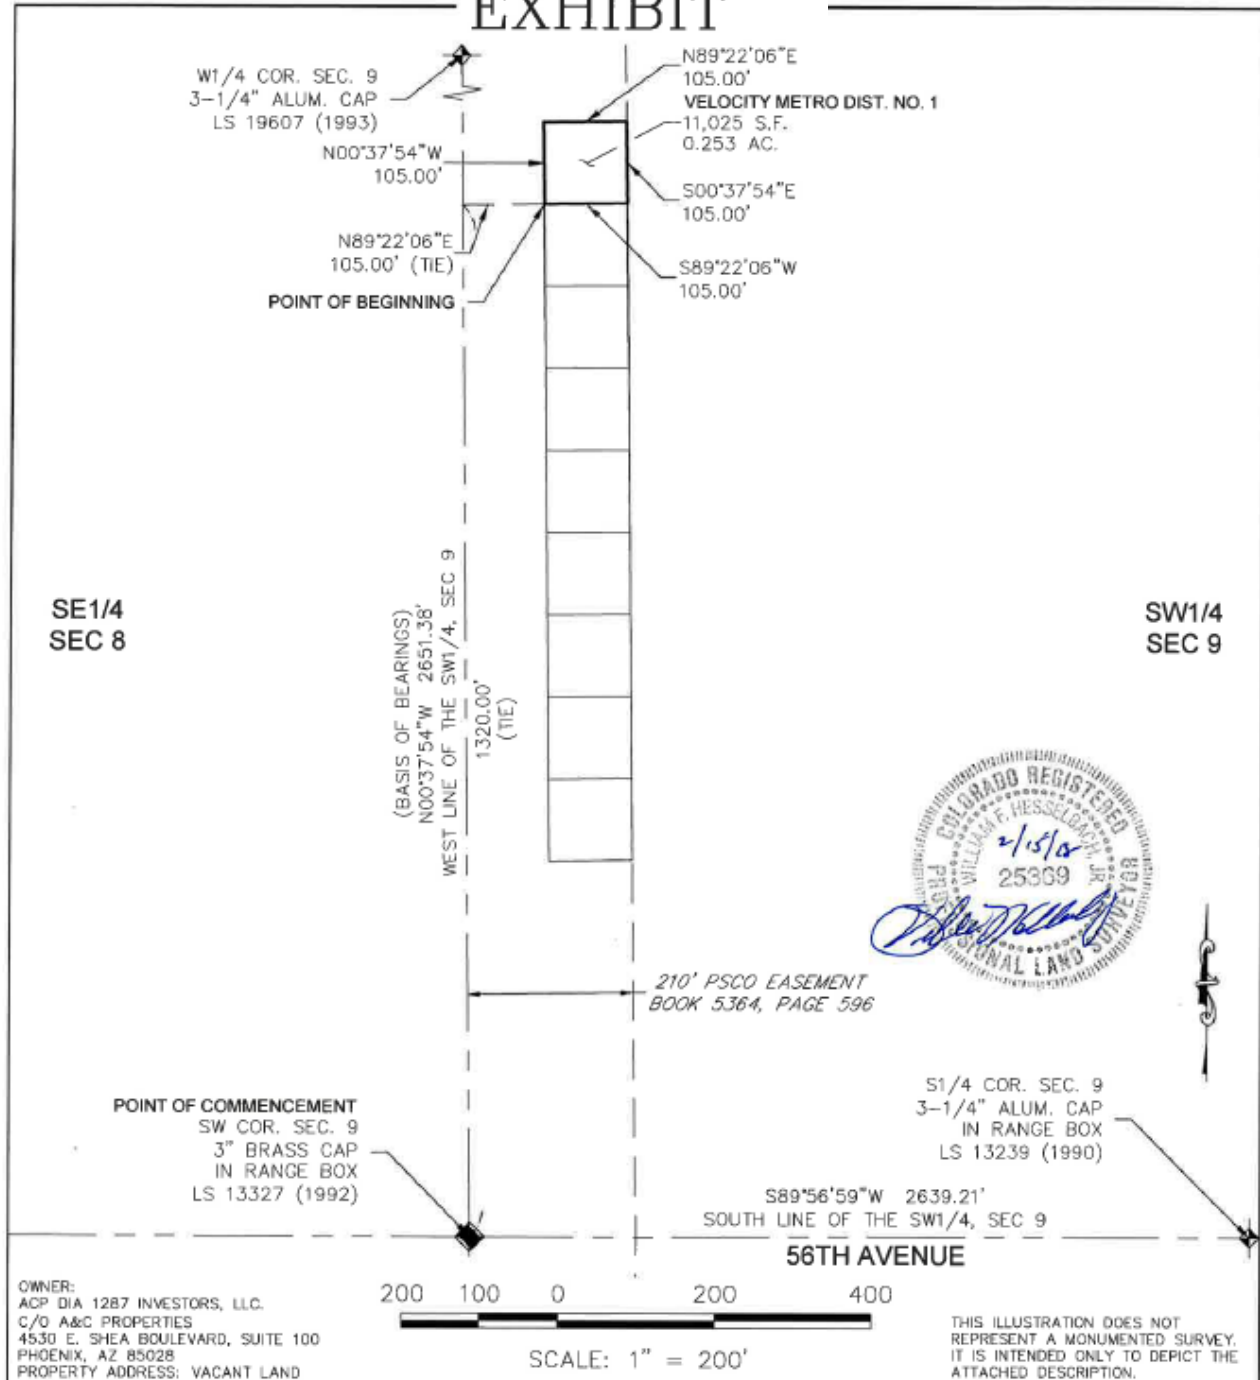 EXHIBIT
W1/4 COR. SEC. 9
3-1/4" ALUM. CAP
LS 19607 (1993)
N89°22'06"E
105.00'
VELOCITY METRO DIST. NO. 1
11,025 S.F.
0.253 AC.
N00°37'54"W
105.00'
S00°37'54"E
105.00'
N89°22'06"E
105.00' (TIE)
S89°22'06"W
105.00'
POINT OF BEGINNING
SE1/4
SEC 8
(BASIS OF BEARINGS)
N00°37'54"W 2651.38'
WEST LINE OF THE SW1/4, SEC 9
1320.00'
(TIE)
SW1/4
SEC 9
COLORADO REGISTERED
WILLIAM F. HESSELBACH, JR.
2/15/
25369
PROFESSIONAL LAND SURVEYOR
210' PSCO EASEMENT
BOOK 5364, PAGE 596
POINT OF COMMENCEMENT
SW COR. SEC. 9
3" BRASS CAP
IN RANGE BOX
LS 13327 (1992)
S1/4 COR. SEC. 9
3-1/4" ALUM. CAP
IN RANGE BOX
LS 13239 (1990)
S89°56'59"W 2639.21'
SOUTH LINE OF THE SW1/4, SEC 9
56TH AVENUE
OWNER:
ACP DIA 1287 INVESTORS, LLC.
C/O A&C PROPERTIES
4530 E. SHEA BOULEVARD, SUITE 100
PHOENIX, AZ 85028
PROPERTY ADDRESS: VACANT LAND
200 100 0 200 400
SCALE: 1" = 200'
THIS ILLUSTRATION DOES NOT
REPRESENT A MONUMENTED SURVEY.
IT IS INTENDED ONLY TO DEPICT THE
ATTACHED DESCRIPTION.